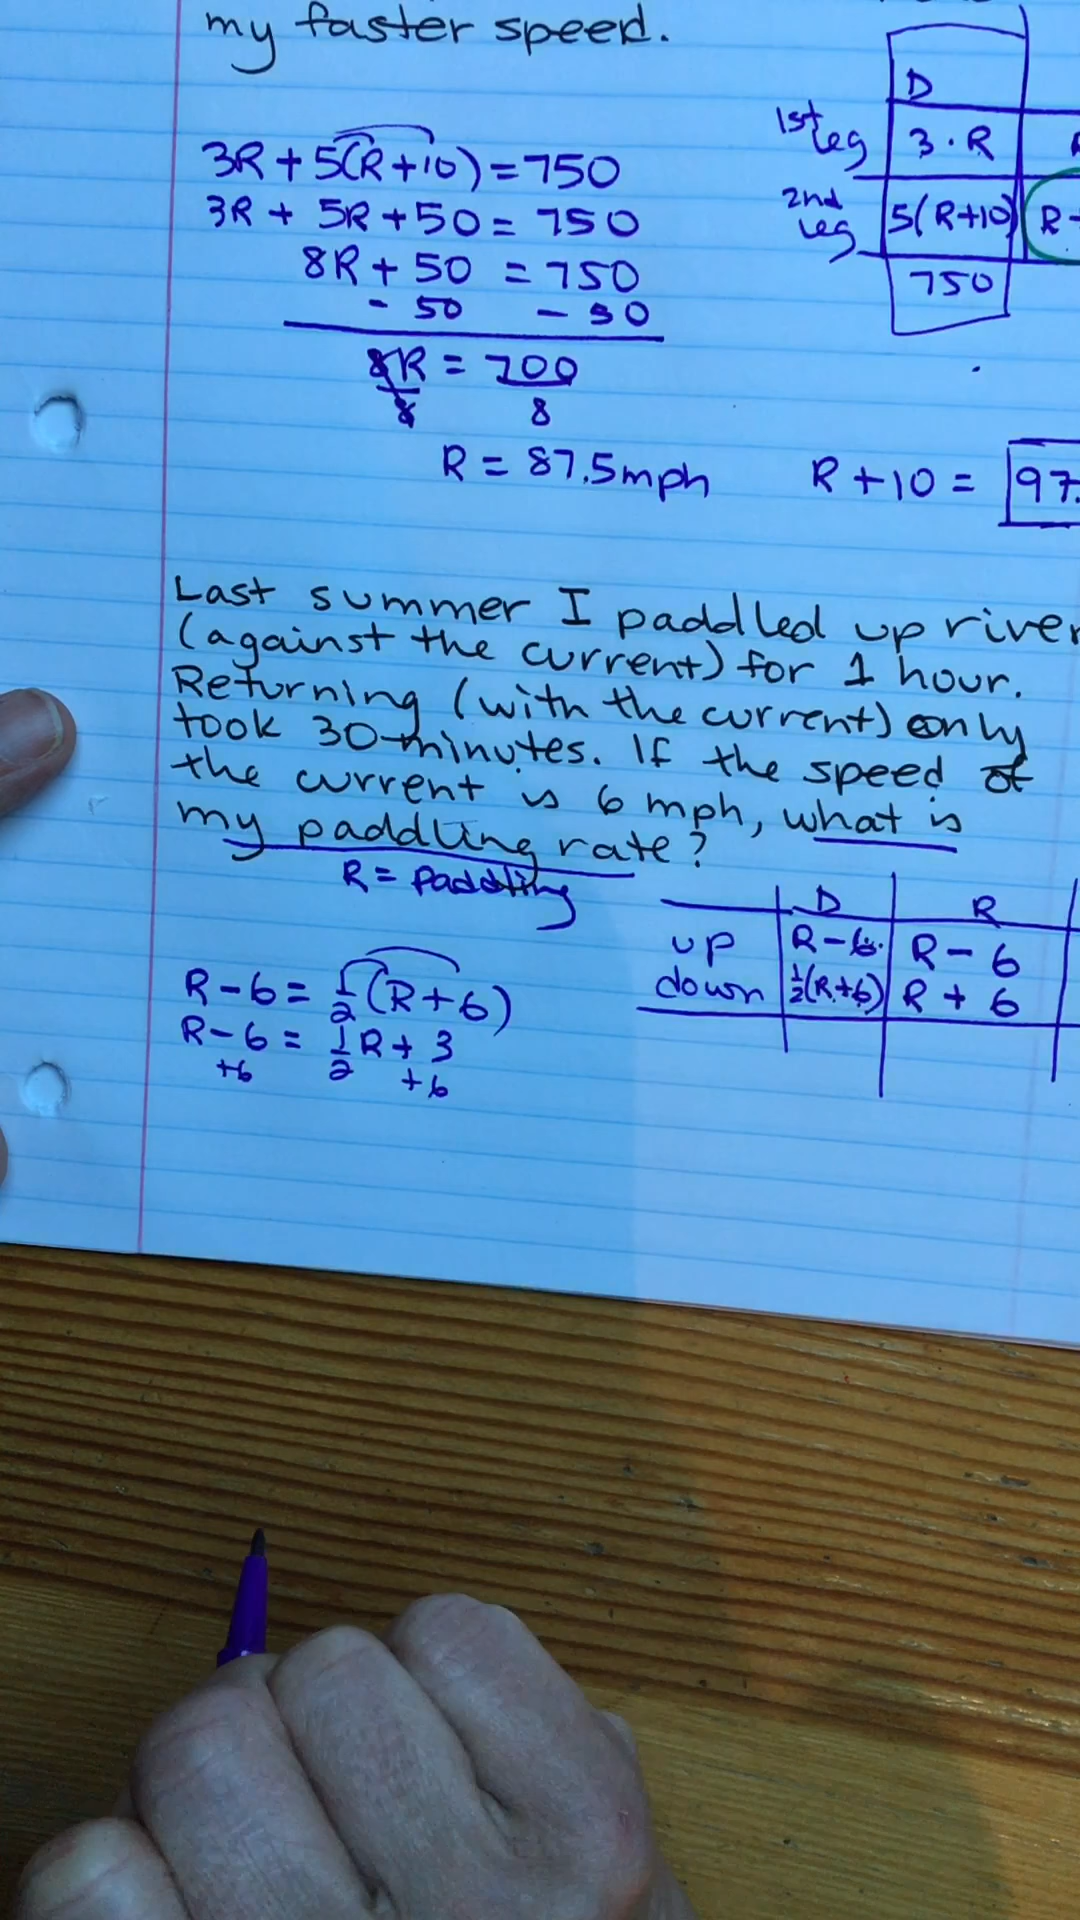 my faster speed.
3R + 5(R+10) = 750
3R + 5R + 50 = 750
8R + 50 = 750
- 50 - 50
8R = 700
8 8
R = 87.5mph
R + 10 = 97.
D
1st leg 3 · R
2nd leg 5(R+10) R
750
Last summer I paddled up river
(against the current) for 1 hour.
Returning (with the current) only
took 30 minutes. If the speed of
the current is 6 mph, what is
my paddling rate?
R = Paddling
D R
up R-6 R-6
down ½(R+6) R+6
R-6 = ½(R+6)
R-6 = ½R + 3
+6 +6